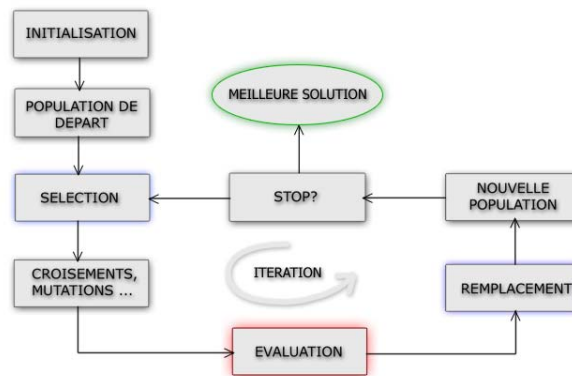 INITIALISATION
POPULATION DE
DEPART
MEILLEURE SOLUTION
SELECTION
STOP?
NOUVELLE
POPULATION
CROISEMENTS,
MUTATIONS ...
ITERATION
REMPLACEMENT
EVALUATION